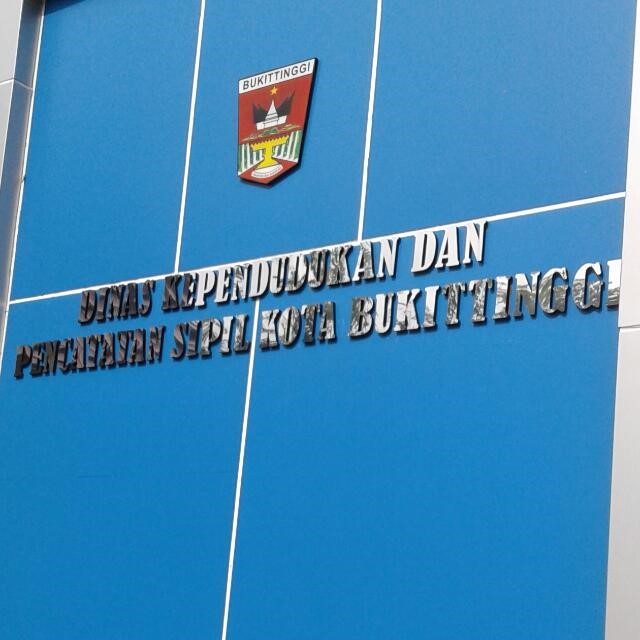 BUKITTINGGI
DINAS KEPENDUDUKAN DAN
PENCATATAN SIPIL KOTA BUKITTINGGI